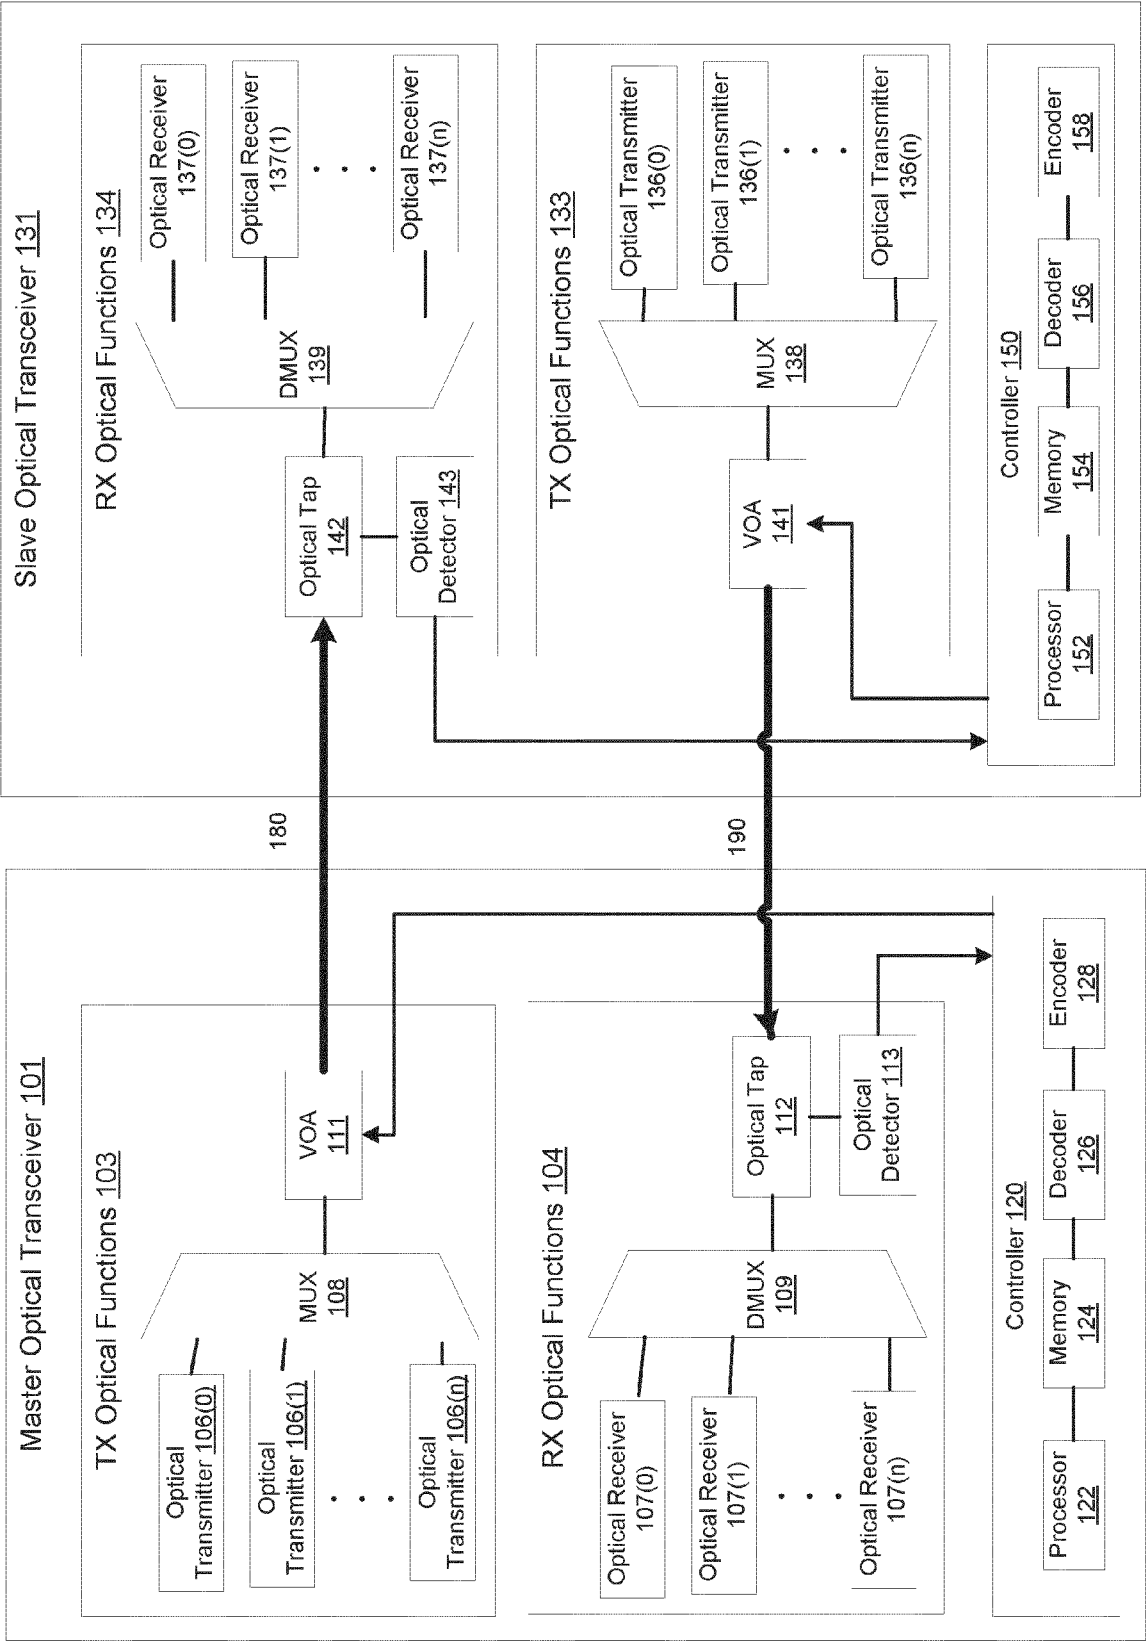 Master Optical Transceiver 101
TX Optical Functions 103
Optical
Transmitter 106(0)
Optical
Transmitter 106(1)
. . .
Optical
Transmitter 106(n)
MUX
108
VOA
111
RX Optical Functions 104
Optical Receiver
107(0)
Optical Receiver
107(1)
. . .
Optical Receiver
107(n)
DMUX
109
Optical Tap
112
Optical
Detector 113
Controller 120
Processor
122
Memory
124
Decoder
126
Encoder
128
180
190
Slave Optical Transceiver 131
RX Optical Functions 134
Optical Tap
142
Optical
Detector 143
DMUX
139
Optical Receiver
137(0)
Optical Receiver
137(1)
. . .
Optical Receiver
137(n)
TX Optical Functions 133
VOA
141
MUX
138
Optical Transmitter
136(0)
Optical Transmitter
136(1)
. . .
Optical Transmitter
136(n)
Controller 150
Processor
152
Memory
154
Decoder
156
Encoder
158